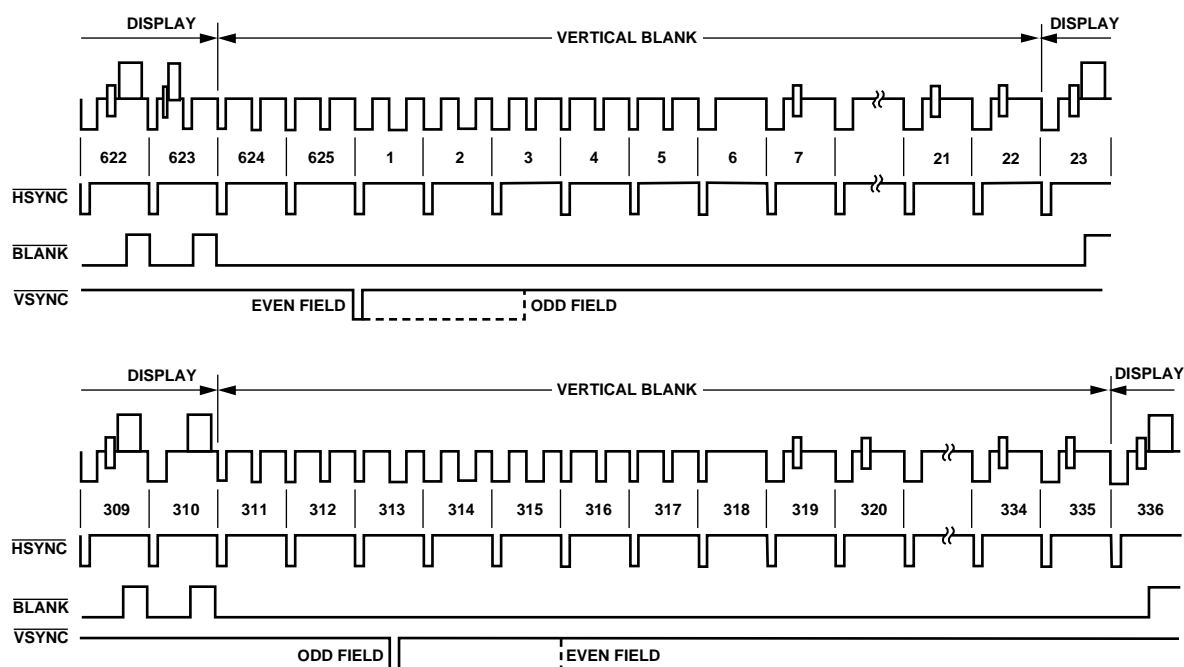 DISPLAY VERTICAL BLANK DISPLAY
622 623 624 625 1 2 3 4 5 6 7 21 22 23
HSYNC
BLANK
VSYNC
EVEN FIELD ODD FIELD
DISPLAY VERTICAL BLANK DISPLAY
309 310 311 312 313 314 315 316 317 318 319 320 334 335 336
HSYNC
BLANK
VSYNC
ODD FIELD EVEN FIELD